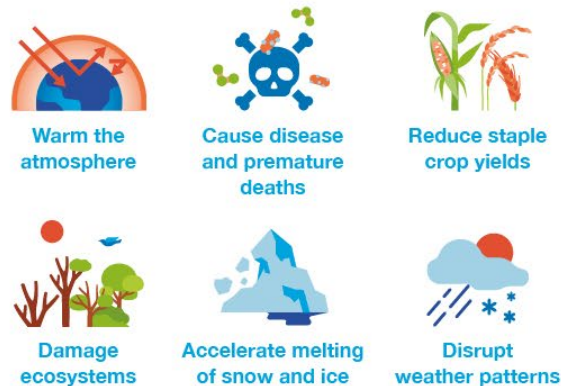 Warm the
atmosphere
Cause disease
and premature
deaths
Reduce staple
crop yields
Damage
ecosystems
Accelerate melting
of snow and ice
Disrupt
weather patterns